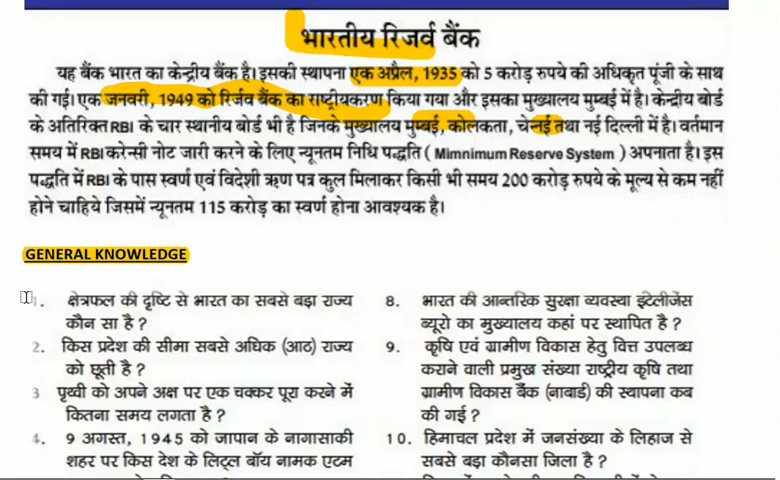 भारतीय रिजर्व बैंक
यह बैंक भारत का केन्द्रीय बैंक है। इसकी स्थापना एक अप्रैल, 1935 को 5 करोड़ रुपये की अधिकृत पूंजी के साथ
की गई। एक जनवरी, 1949 को रिर्जव बैंक का राष्ट्रीयकरण किया गया और इसका मुख्यालय मुम्बई में है। केन्द्रीय बोर्ड
के अतिरिक्त RBI के चार स्थानीय बोर्ड भी है जिनके मुख्यालय मुम्बई, कोलकता, चेनई तथा नई दिल्ली में है। वर्तमान
समय में RBI करेन्सी नोट जारी करने के लिए न्यूनतम निधि पद्धति ( Mimnimum Reserve System ) अपनाता है। इस
पद्धति में RBI के पास स्वर्ण एवं विदेशी ऋण पत्र कुल मिलाकर किसी भी समय 200 करोड़ रुपये के मूल्य से कम नहीं
होने चाहिये जिसमें न्यूनतम 115 करोड़ का स्वर्ण होना आवश्यक है।
GENERAL KNOWLEDGE
1. क्षेत्रफल की दृष्टि से भारत का सबसे बड़ा राज्य
कौन सा है ?
2. किस प्रदेश की सीमा सबसे अधिक (आठ) राज्य
को छूती है ?
3 पृथ्वी को अपने अक्ष पर एक चक्कर पूरा करने में
कितना समय लगता है ?
4. 9 अगस्त, 1945 को जापान के नागासाकी
शहर पर किस देश के लिट्ल बॉय नामक एटम
8. भारत की आन्तरिक सुरक्षा व्यवस्था इंटेलीजेंस
ब्यूरो का मुख्यालय कहां पर स्थापित है ?
9. कृषि एवं ग्रामीण विकास हेतु वित्त उपलब्ध
कराने वाली प्रमुख संख्या राष्ट्रीय कृषि तथा
ग्रामीण विकास बैंक (नाबार्ड) की स्थापना कब
की गई ?
10. हिमाचल प्रदेश में जनसंख्या के लिहाज से
सबसे बड़ा कौनसा जिला है ?